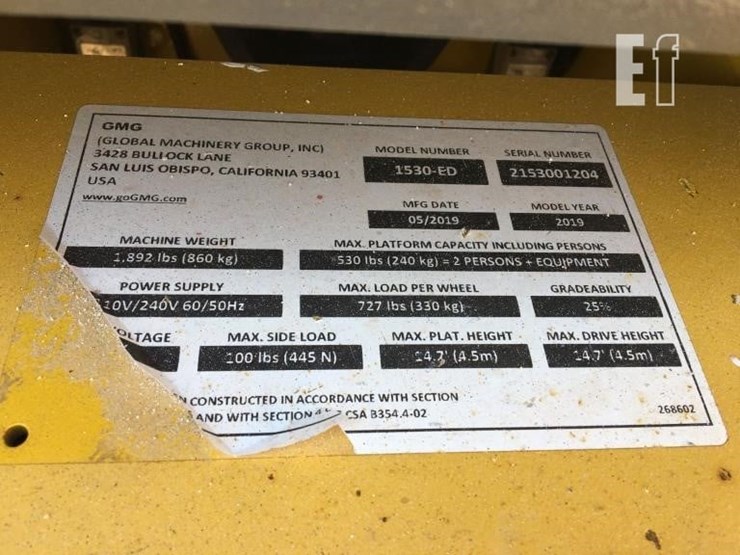 Ef
GMG
(GLOBAL MACHINERY GROUP, INC)
3428 BULLOCK LANE
SAN LUIS OBISPO, CALIFORNIA 93401
USA
www.goGMG.com
MODEL NUMBER
1530-ED
SERIAL NUMBER
2153001204
MFG DATE
05/2019
MODEL YEAR
2019
MACHINE WEIGHT
1,892 lbs (860 kg)
MAX. PLATFORM CAPACITY INCLUDING PERSONS
530 lbs (240 kg) = 2 PERSONS + EQUIPMENT
POWER SUPPLY
10V/240V 60/50Hz
MAX. LOAD PER WHEEL
727 lbs (330 kg)
GRADEABILITY
25%
OLTAGE
MAX. SIDE LOAD
100 lbs (445 N)
MAX. PLAT. HEIGHT
14.7' (4.5m)
MAX. DRIVE HEIGHT
14.7' (4.5m)
CONSTRUCTED IN ACCORDANCE WITH SECTION
AND WITH SECTION CSA B354.4-02
268602